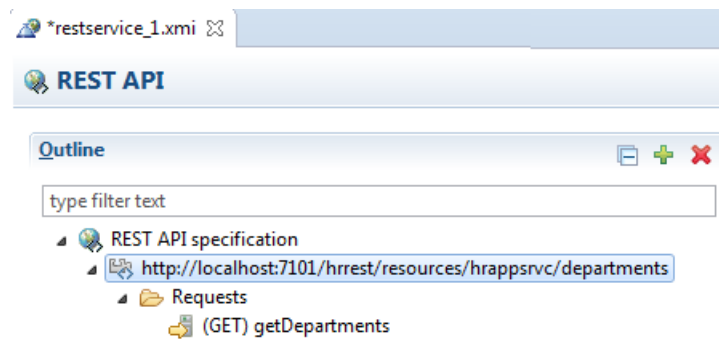 *restservice_1.xmi
REST API
Outline
type filter text
REST API specification
http://localhost:7101/hrrest/resources/hrappsrvc/departments
Requests
(GET) getDepartments